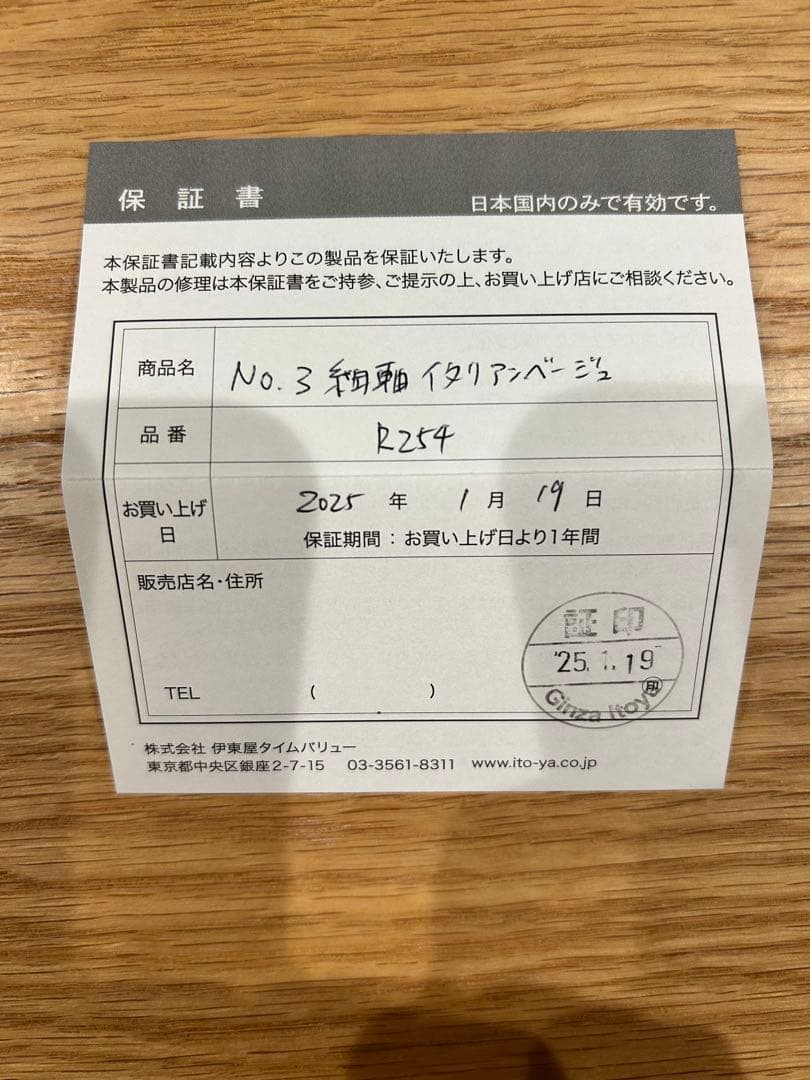 保証書
日本国内のみで有効です。
本保証書記載内容よりこの製品を保証いたします。
本製品の修理は本保証書をご持参、ご提示の上、お買い上げ店にご相談ください。
商品名 No.3 細軸 イタリアンベージュ
品番 R254
お買い上げ日 2025 年 1 月 19 日
保証期間：お買い上げ日より1年間
販売店名・住所
証印
'25.1.19
Ginza Itoya
印
TEL ( )
株式会社 伊東屋タイムバリュー
東京都中央区銀座2-7-15 03-3561-8311 www.ito-ya.co.jp